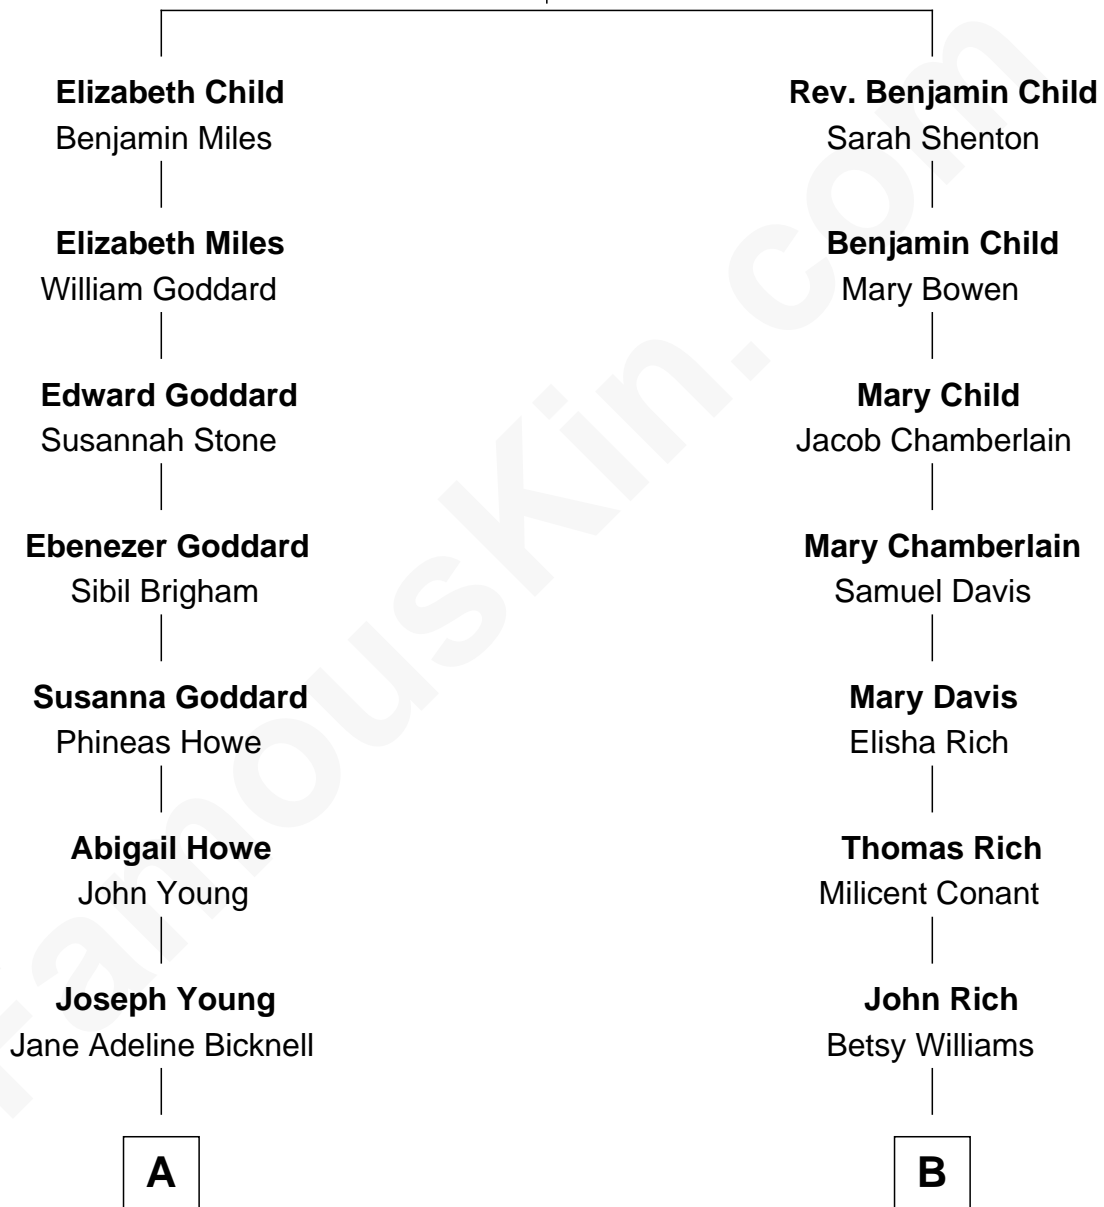 Elizabeth Child
Benjamin Miles
Elizabeth Miles
William Goddard
Edward Goddard
Susannah Stone
Ebenezer Goddard
Sibil Brigham
Susanna Goddard
Phineas Howe
Abigail Howe
John Young
Joseph Young
Jane Adeline Bicknell
A
Rev. Benjamin Child
Sarah Shenton
Benjamin Child
Mary Bowen
Mary Child
Jacob Chamberlain
Mary Chamberlain
Samuel Davis
Mary Davis
Elisha Rich
Thomas Rich
Milicent Conant
John Rich
Betsy Williams
B
FamousKin.com